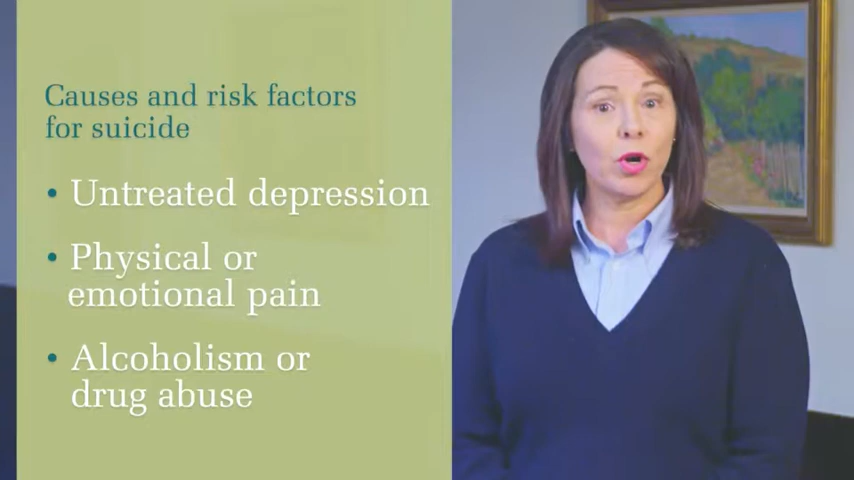 Causes and risk factors
for suicide
• Untreated depression
• Physical or
emotional pain
• Alcoholism or
drug abuse